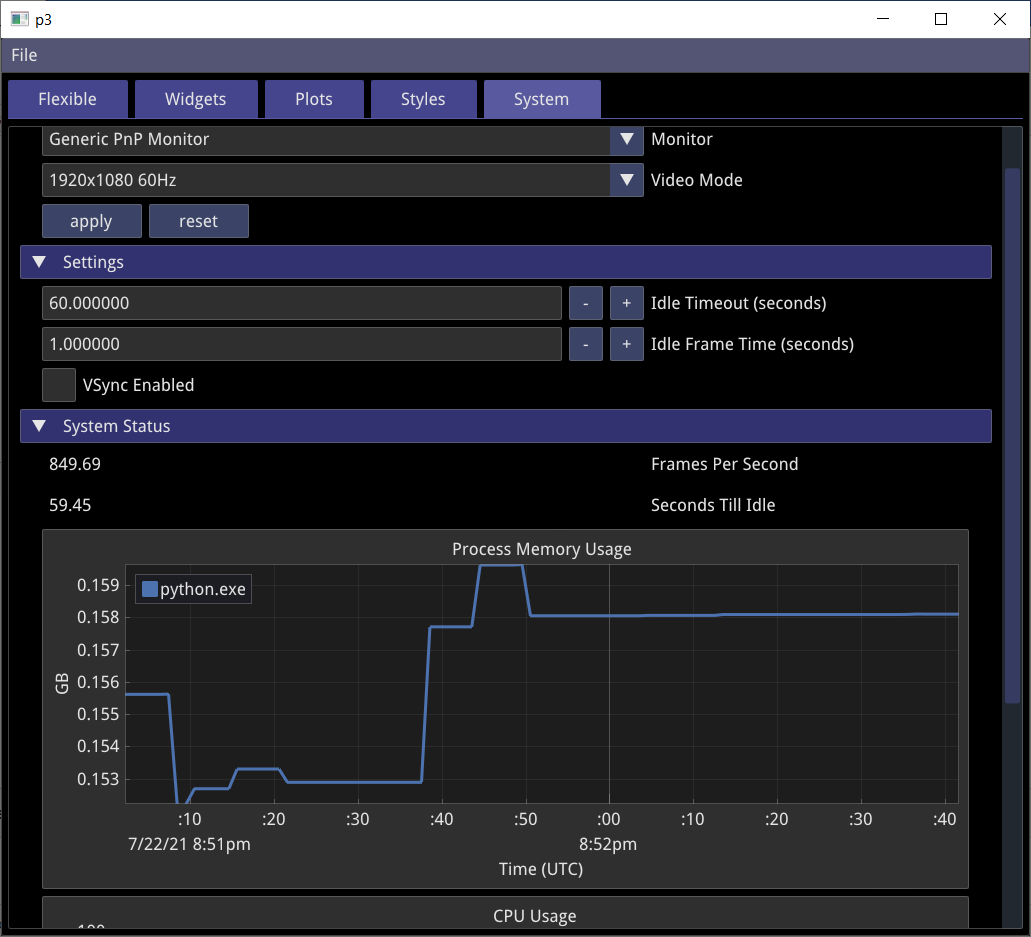 p3
File
Flexible Widgets Plots Styles System
Generic PnP Monitor Monitor
1920x1080 60Hz Video Mode
apply reset
Settings
60.000000 - + Idle Timeout (seconds)
1.000000 - + Idle Frame Time (seconds)
VSync Enabled
System Status
849.69 Frames Per Second
59.45 Seconds Till Idle
Process Memory Usage
python.exe
0.159
0.158
0.157
0.156
0.155
0.154
0.153
GB
:10 :20 :30 :40 :50 :00 :10 :20 :30 :40
7/22/21 8:51pm 8:52pm
Time (UTC)
CPU Usage